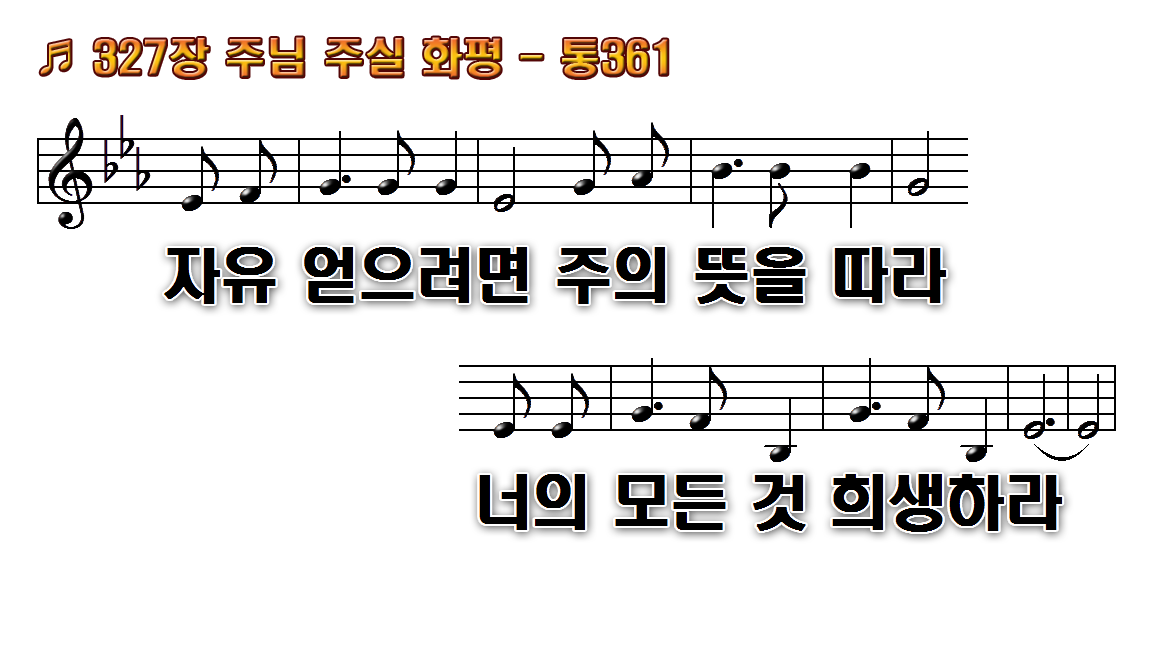 ♬ 327장 주님 주실 화평 - 통361
자유 얻으려면 주의 뜻을 따라
너의 모든 것 희생하라